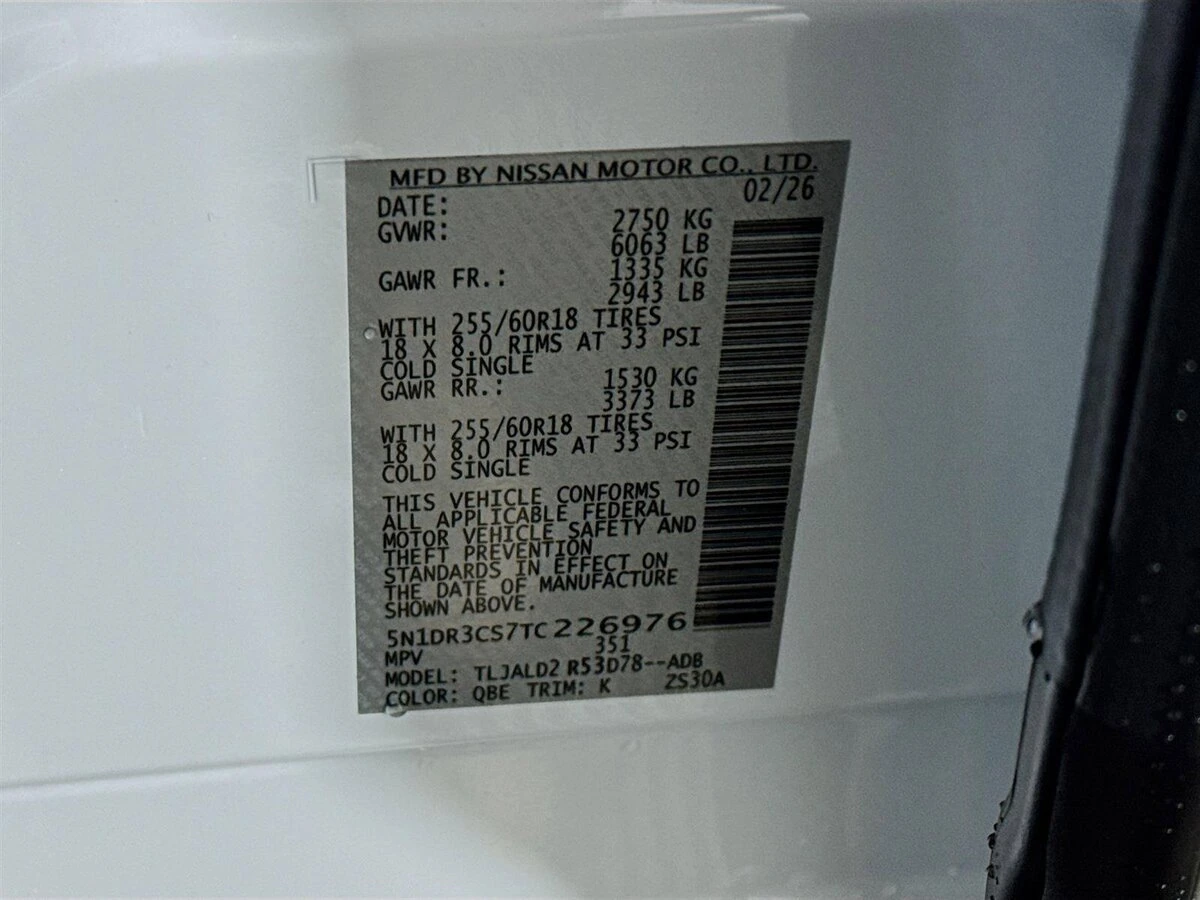 MFD BY NISSAN MOTOR CO., LTD.
DATE: 02/26
GVWR: 2750 KG
6063 LB
GAWR FR.: 1335 KG
2943 LB
WITH 255/60R18 TIRES
18 X 8.0 RIMS AT 33 PSI
COLD SINGLE
GAWR RR.: 1530 KG
3373 LB
WITH 255/60R18 TIRES
18 X 8.0 RIMS AT 33 PSI
COLD SINGLE
THIS VEHICLE CONFORMS TO
ALL APPLICABLE FEDERAL
MOTOR VEHICLE SAFETY AND
THEFT PREVENTION
STANDARDS IN EFFECT ON
THE DATE OF MANUFACTURE
SHOWN ABOVE.
5N1DR3CS7TC226976
MPV 351
MODEL: TLJALD2 R53D78--ADB
COLOR: QBE TRIM: K ZS30A